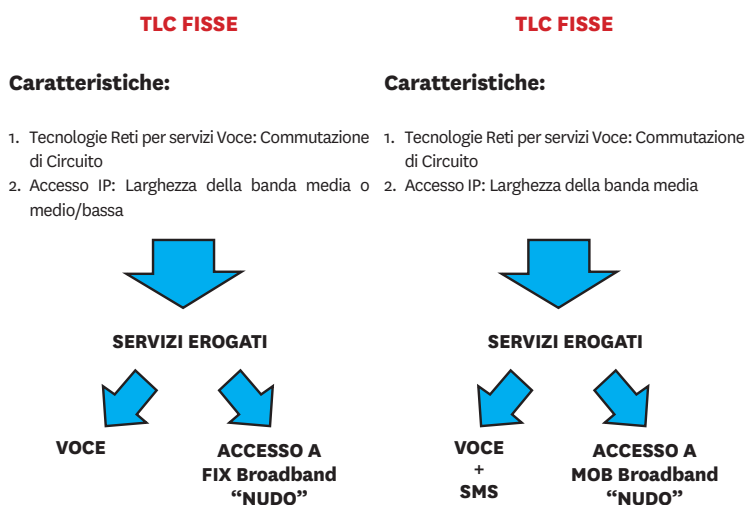 TLC FISSE
Caratteristiche:
1. Tecnologie Reti per servizi Voce: Commutazione
di Circuito
2. Accesso IP: Larghezza della banda media o
medio/bassa
SERVIZI EROGATI
VOCE
ACCESSO A
FIX Broadband
“NUDO”
TLC FISSE
Caratteristiche:
1. Tecnologie Reti per servizi Voce: Commutazione
di Circuito
2. Accesso IP: Larghezza della banda media
SERVIZI EROGATI
VOCE
+
SMS
ACCESSO A
MOB Broadband
“NUDO”